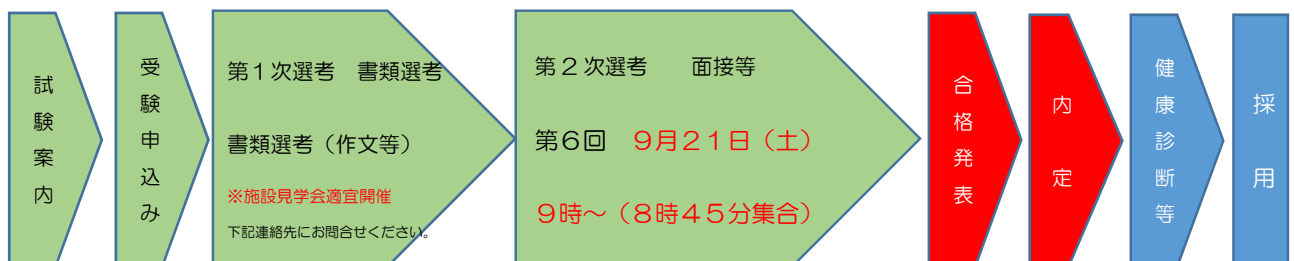 試験案内
受験申込み
第1次選考　書類選考
書類選考（作文等）
※施設見学会適宜開催
下記連絡先にお問合せください。
第２次選考　　面接等
第６回　９月２１日（土）
９時～（８時４５分集合）
合格発表
内定
健康診断等
採用